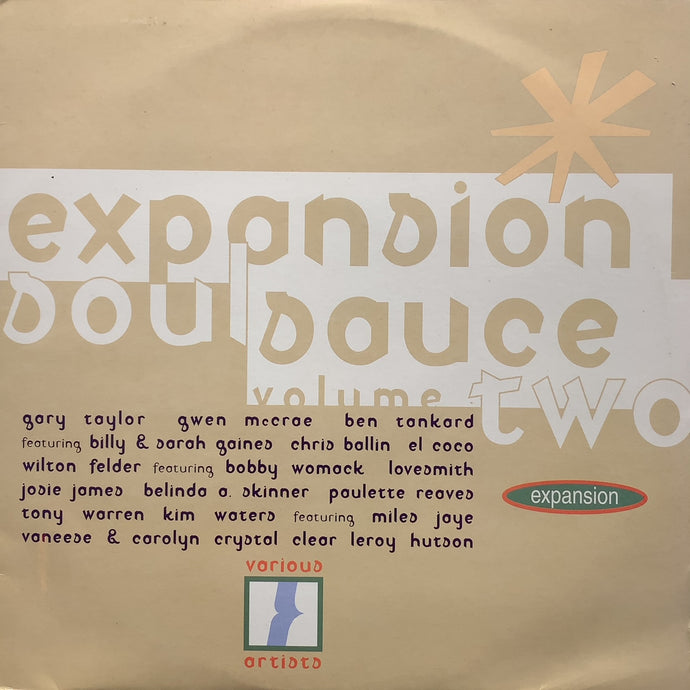 expansion
soul sauce
volume two
gary taylor gwen mccrae ben tankard
featuring billy & sarah gaines chris ballin el coco
wilton felder featuring bobby womack lovesmith
josie james belinda a. skinner paulette reaves
tony warren kim waters featuring miles jaye
vaneese & carolyn crystal clear leroy hutson
expansion
various
artists